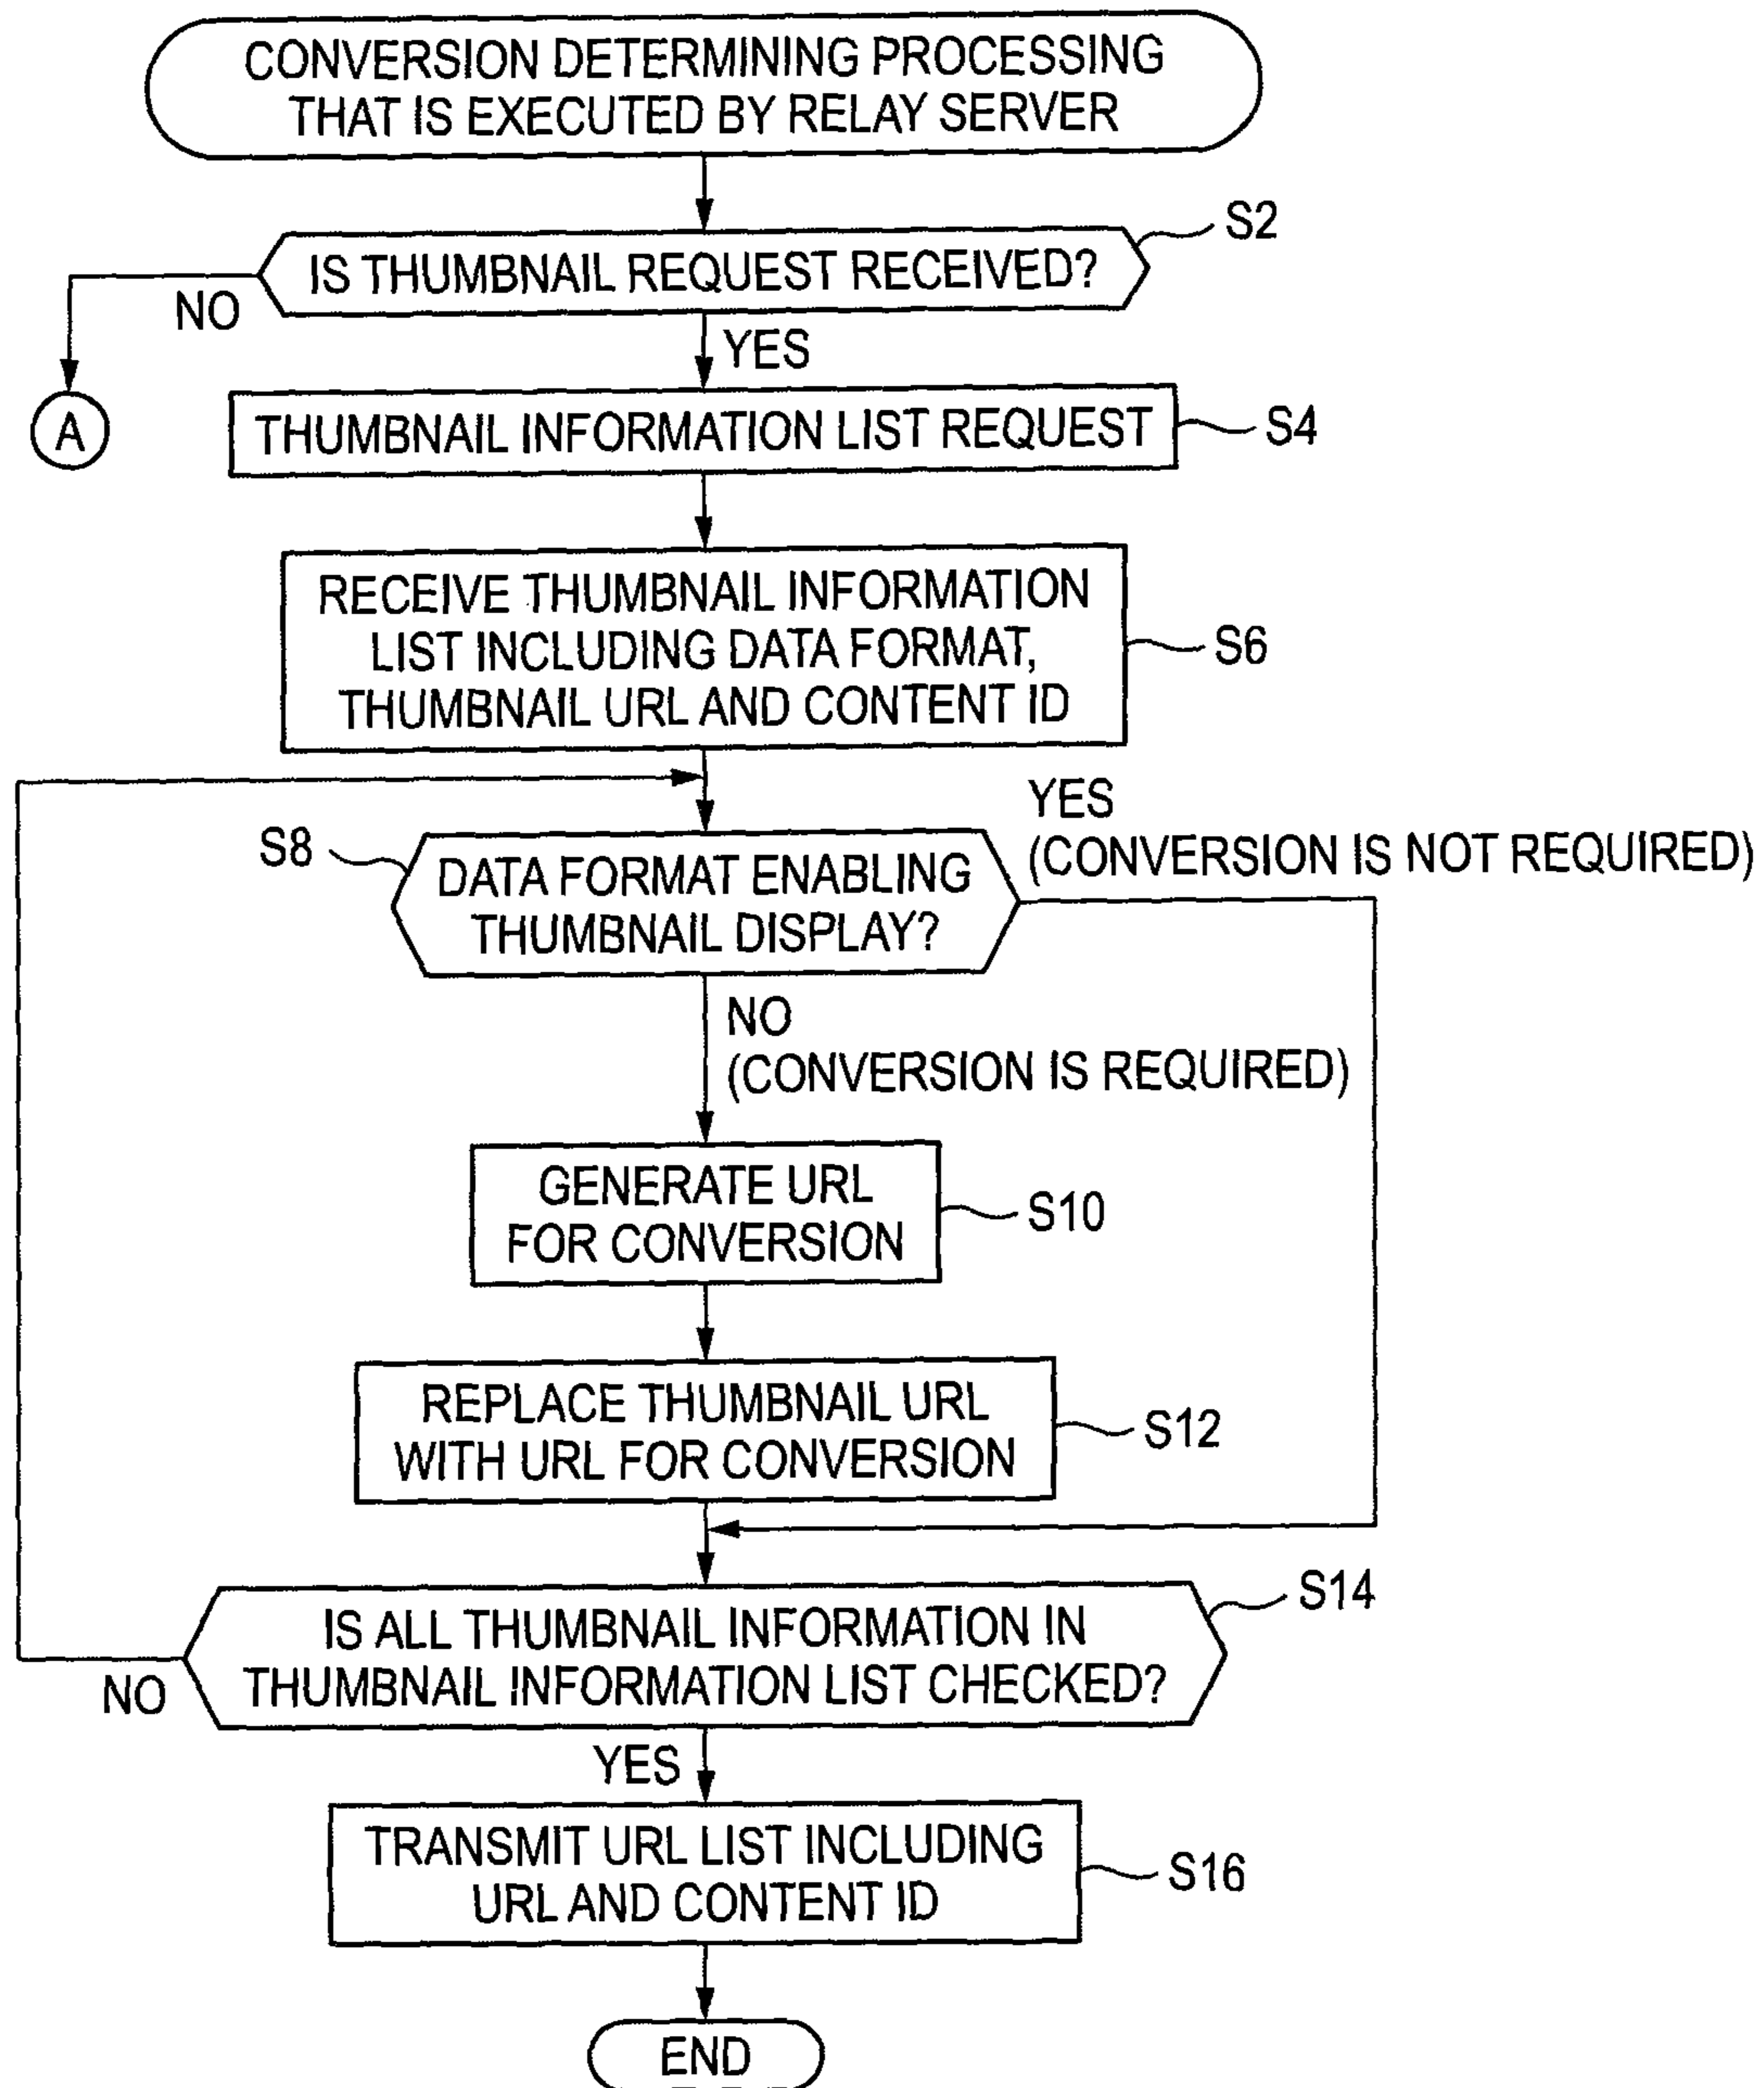 CONVERSION DETERMINING PROCESSING
THAT IS EXECUTED BY RELAY SERVER
S2
IS THUMBNAIL REQUEST RECEIVED?
NO
YES
A
THUMBNAIL INFORMATION LIST REQUEST
S4
RECEIVE THUMBNAIL INFORMATION
LIST INCLUDING DATA FORMAT,
THUMBNAIL URL AND CONTENT ID
S6
YES
(CONVERSION IS NOT REQUIRED)
S8
DATA FORMAT ENABLING
THUMBNAIL DISPLAY?
NO
(CONVERSION IS REQUIRED)
GENERATE URL
FOR CONVERSION
S10
REPLACE THUMBNAIL URL
WITH URL FOR CONVERSION
S12
S14
IS ALL THUMBNAIL INFORMATION IN
THUMBNAIL INFORMATION LIST CHECKED?
NO
YES
TRANSMIT URL LIST INCLUDING
URL AND CONTENT ID
S16
END